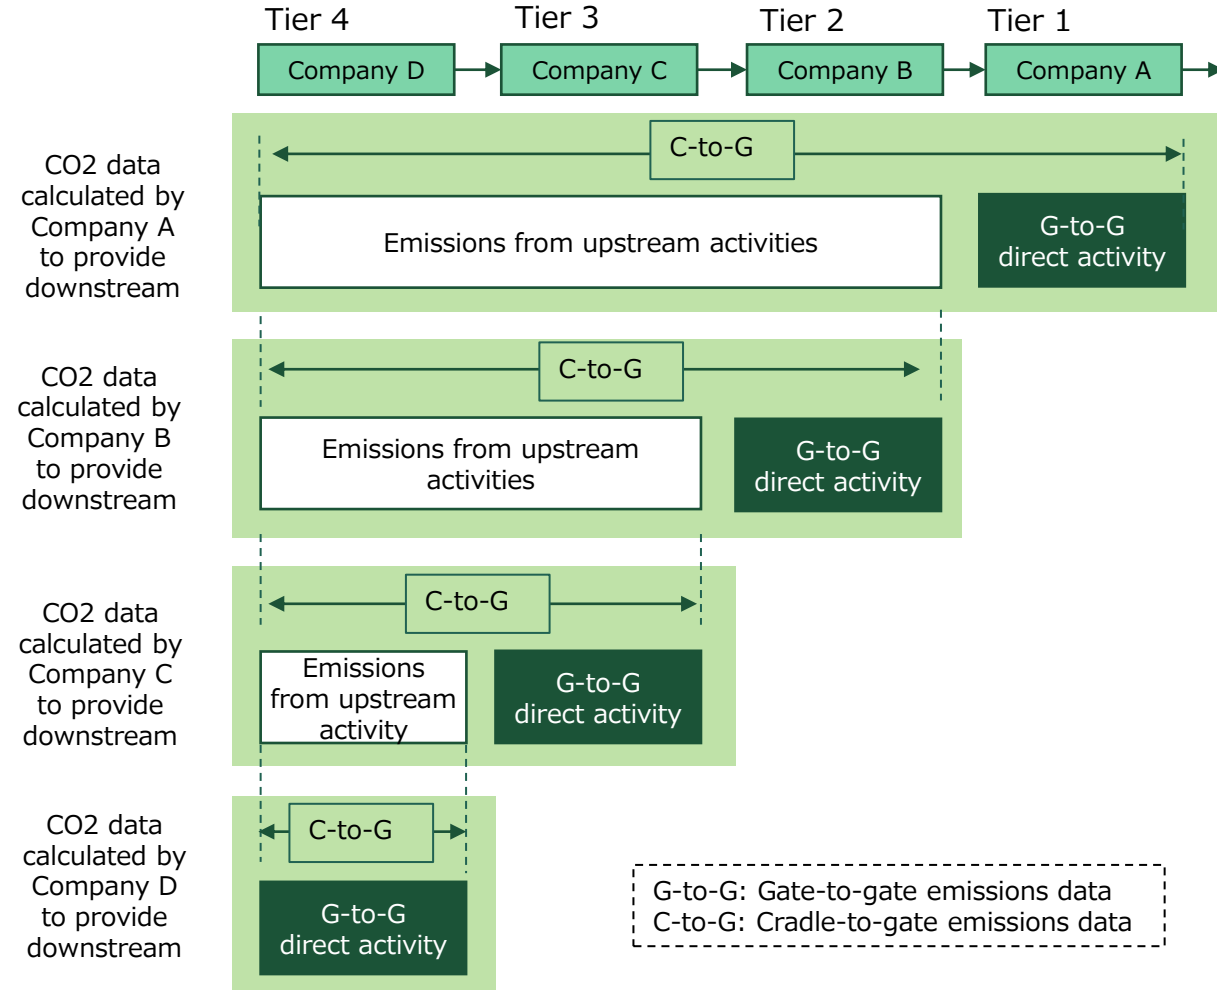 Tier 4
Tier 3
Tier 2
Tier 1
Company D
Company C
Company B
Company A
CO2 data
calculated by
Company A
to provide
downstream
C-to-G
Emissions from upstream activities
G-to-G
direct activity
CO2 data
calculated by
Company B
to provide
downstream
C-to-G
Emissions from upstream
activities
G-to-G
direct activity
CO2 data
calculated by
Company C
to provide
downstream
C-to-G
Emissions
from upstream
activity
G-to-G
direct activity
CO2 data
calculated by
Company D
to provide
downstream
C-to-G
G-to-G
direct activity
G-to-G: Gate-to-gate emissions data
C-to-G: Cradle-to-gate emissions data